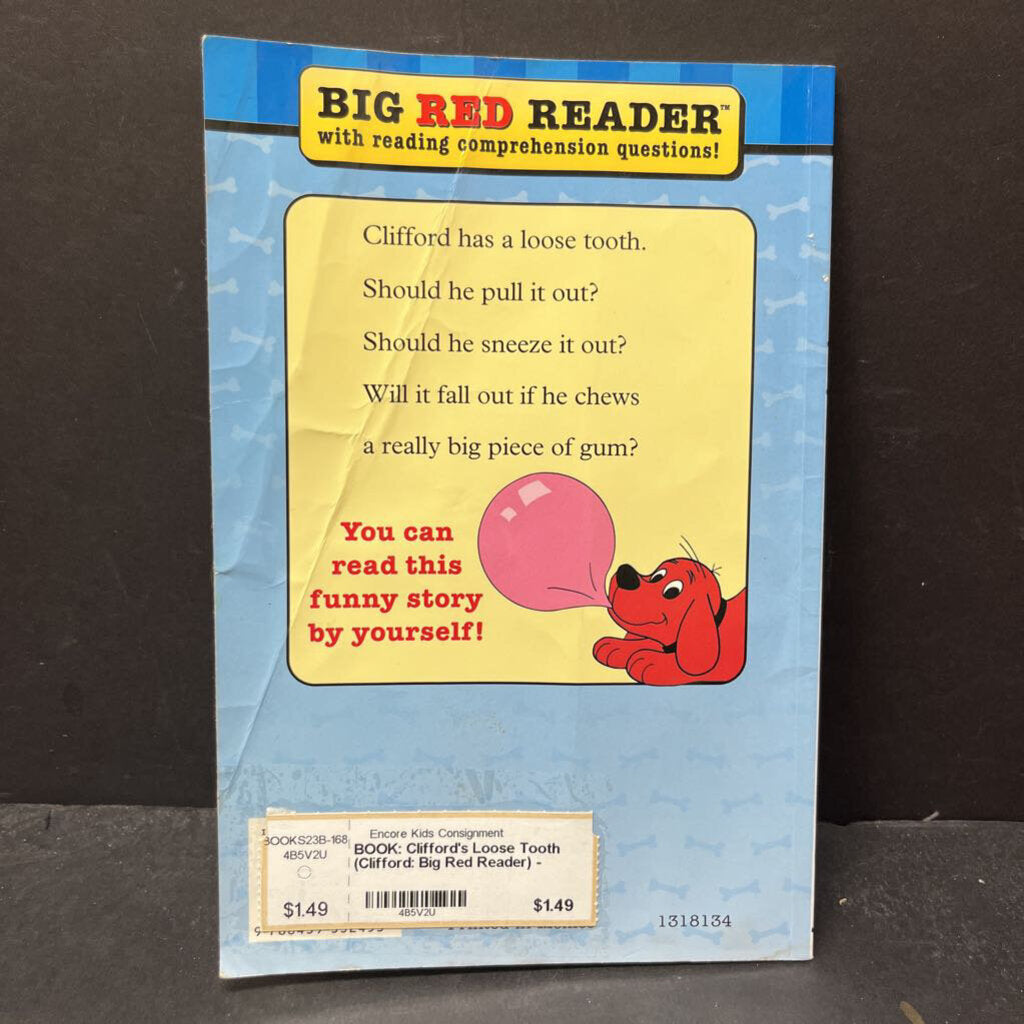 BIG RED READER™
with reading comprehension questions!
Clifford has a loose tooth.
Should he pull it out?
Should he sneeze it out?
Will it fall out if he chews
a really big piece of gum?
You can
read this
funny story
by yourself!
BOOKS23B-168
4B5V2U
$1.49
Encore Kids Consignment
BOOK: Clifford's Loose Tooth
(Clifford: Big Red Reader) -
4B5V2U
$1.49
1318134